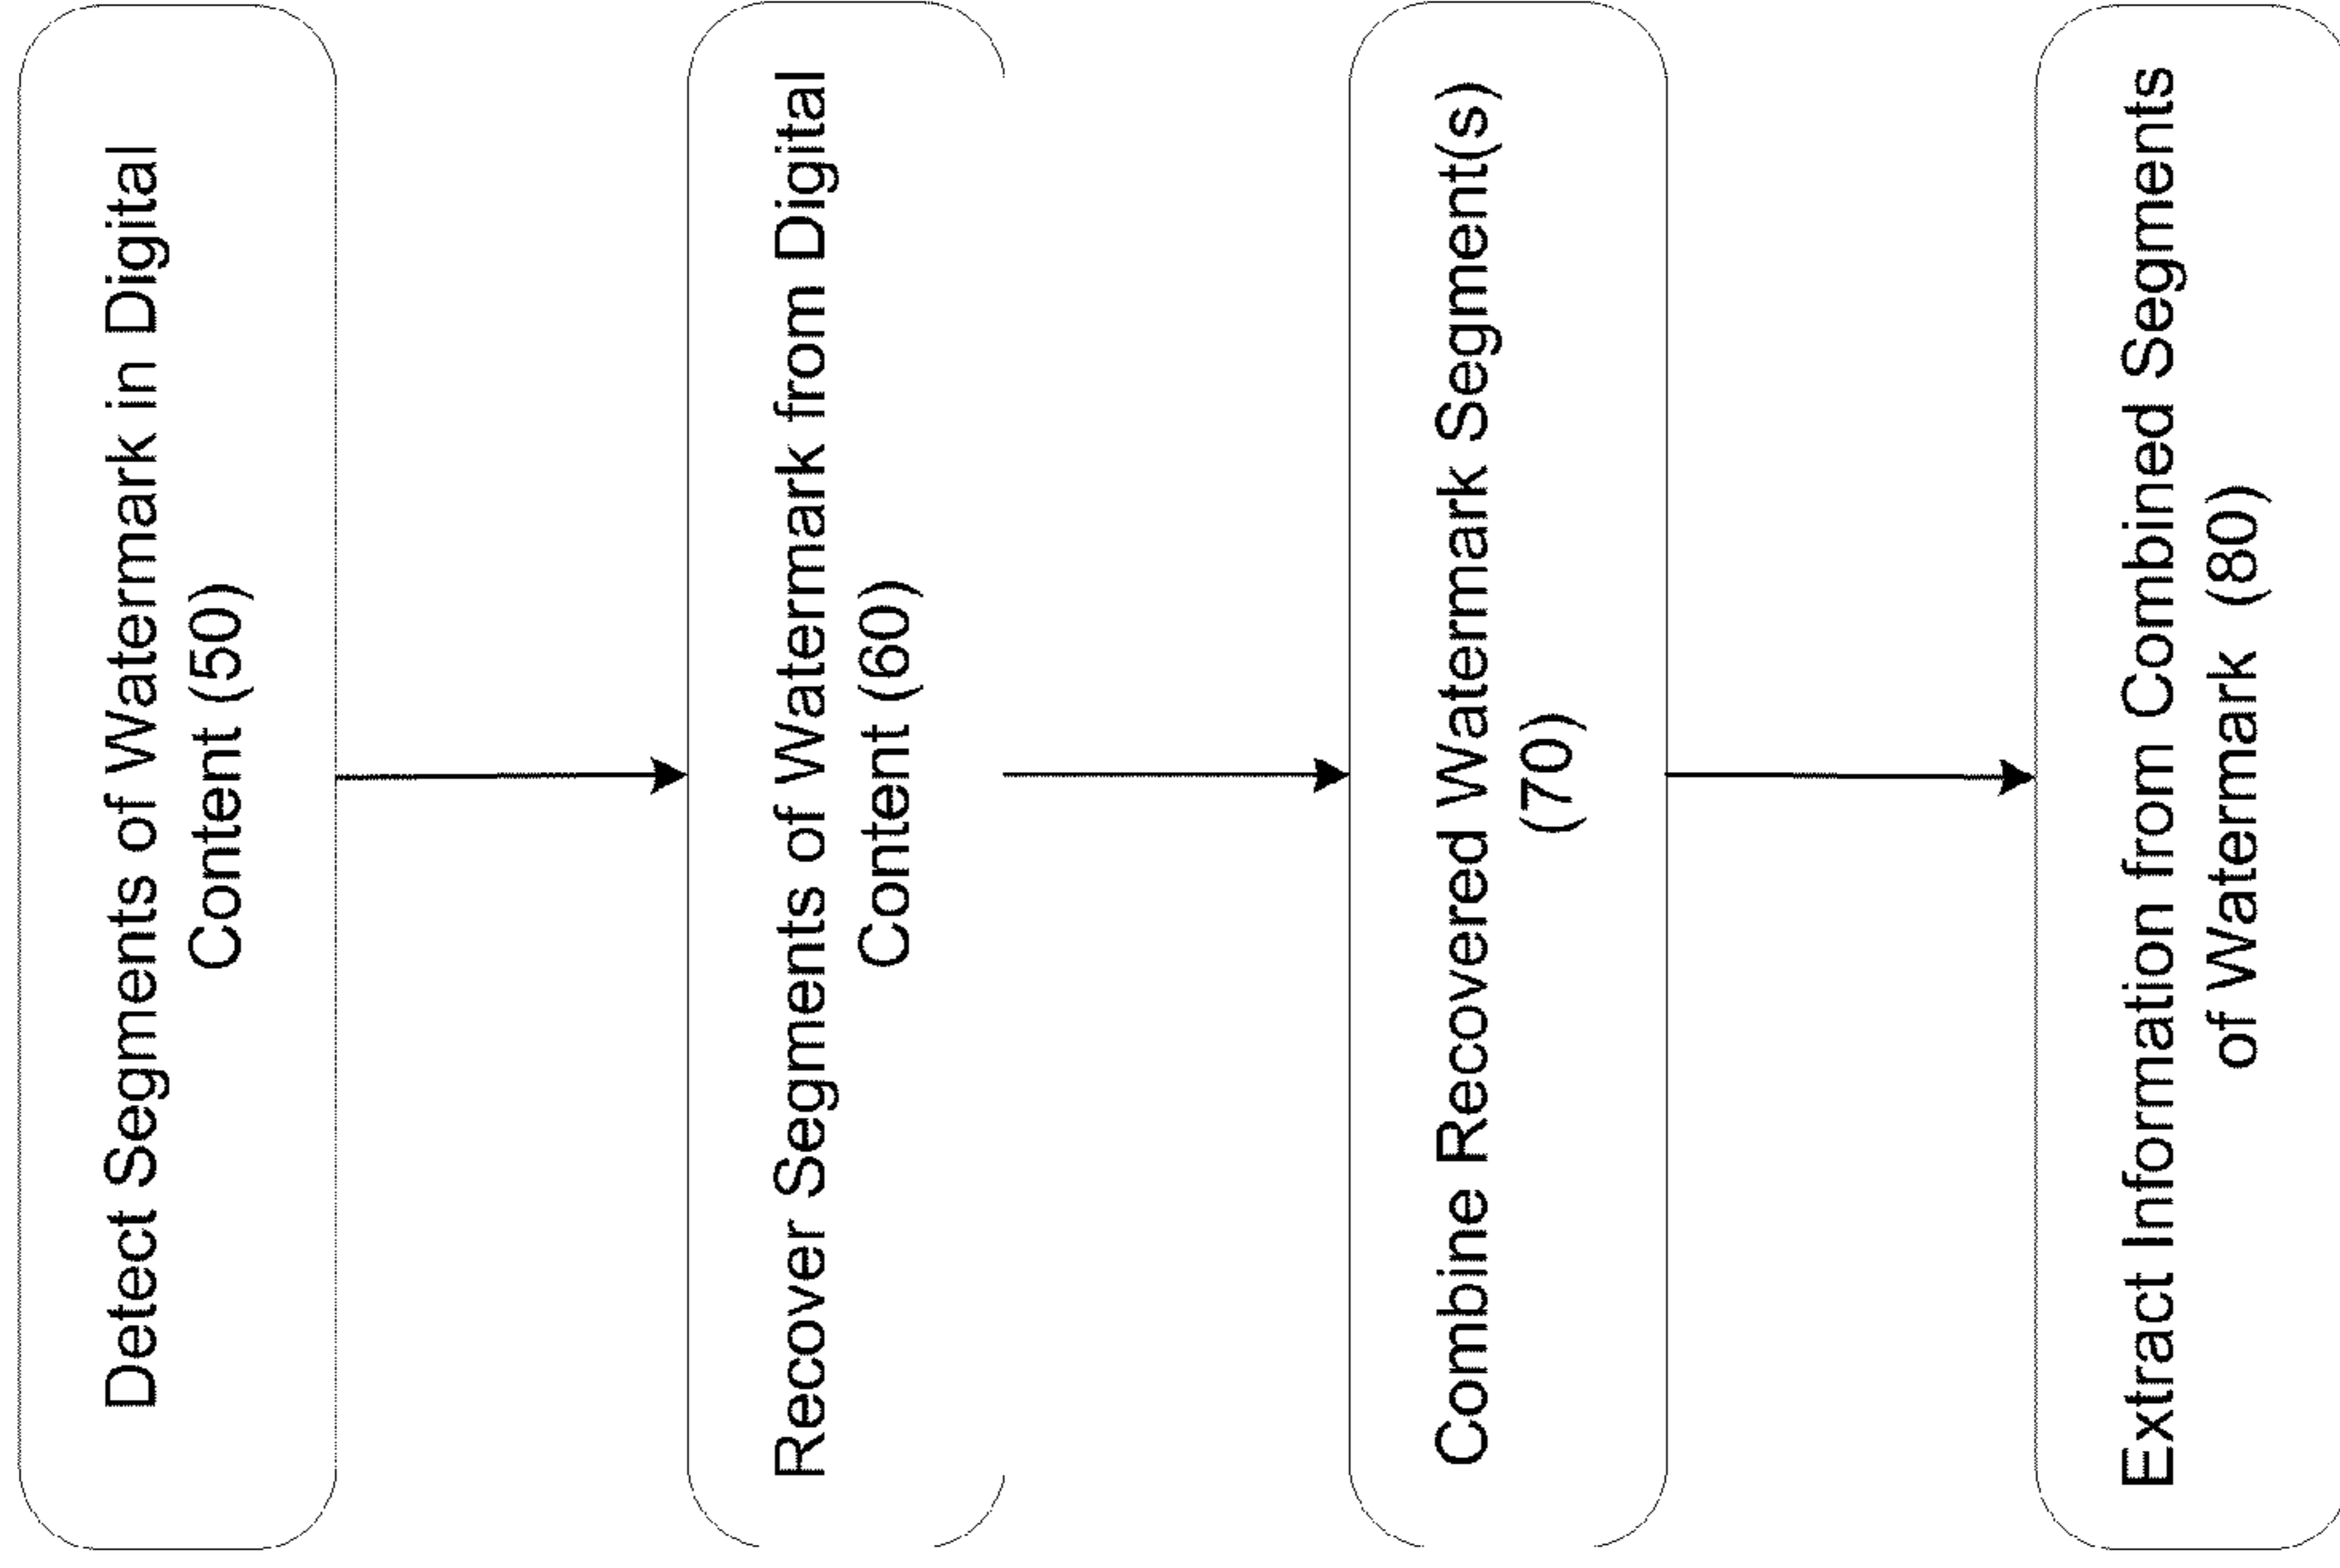 Detect Segments of Watermark in Digital
Content (50)
Recover Segments of Watermark from Digital
Content (60)
Combine Recovered Watermark Segment(s)
(70)
Extract Information from Combined Segments
of Watermark (80)